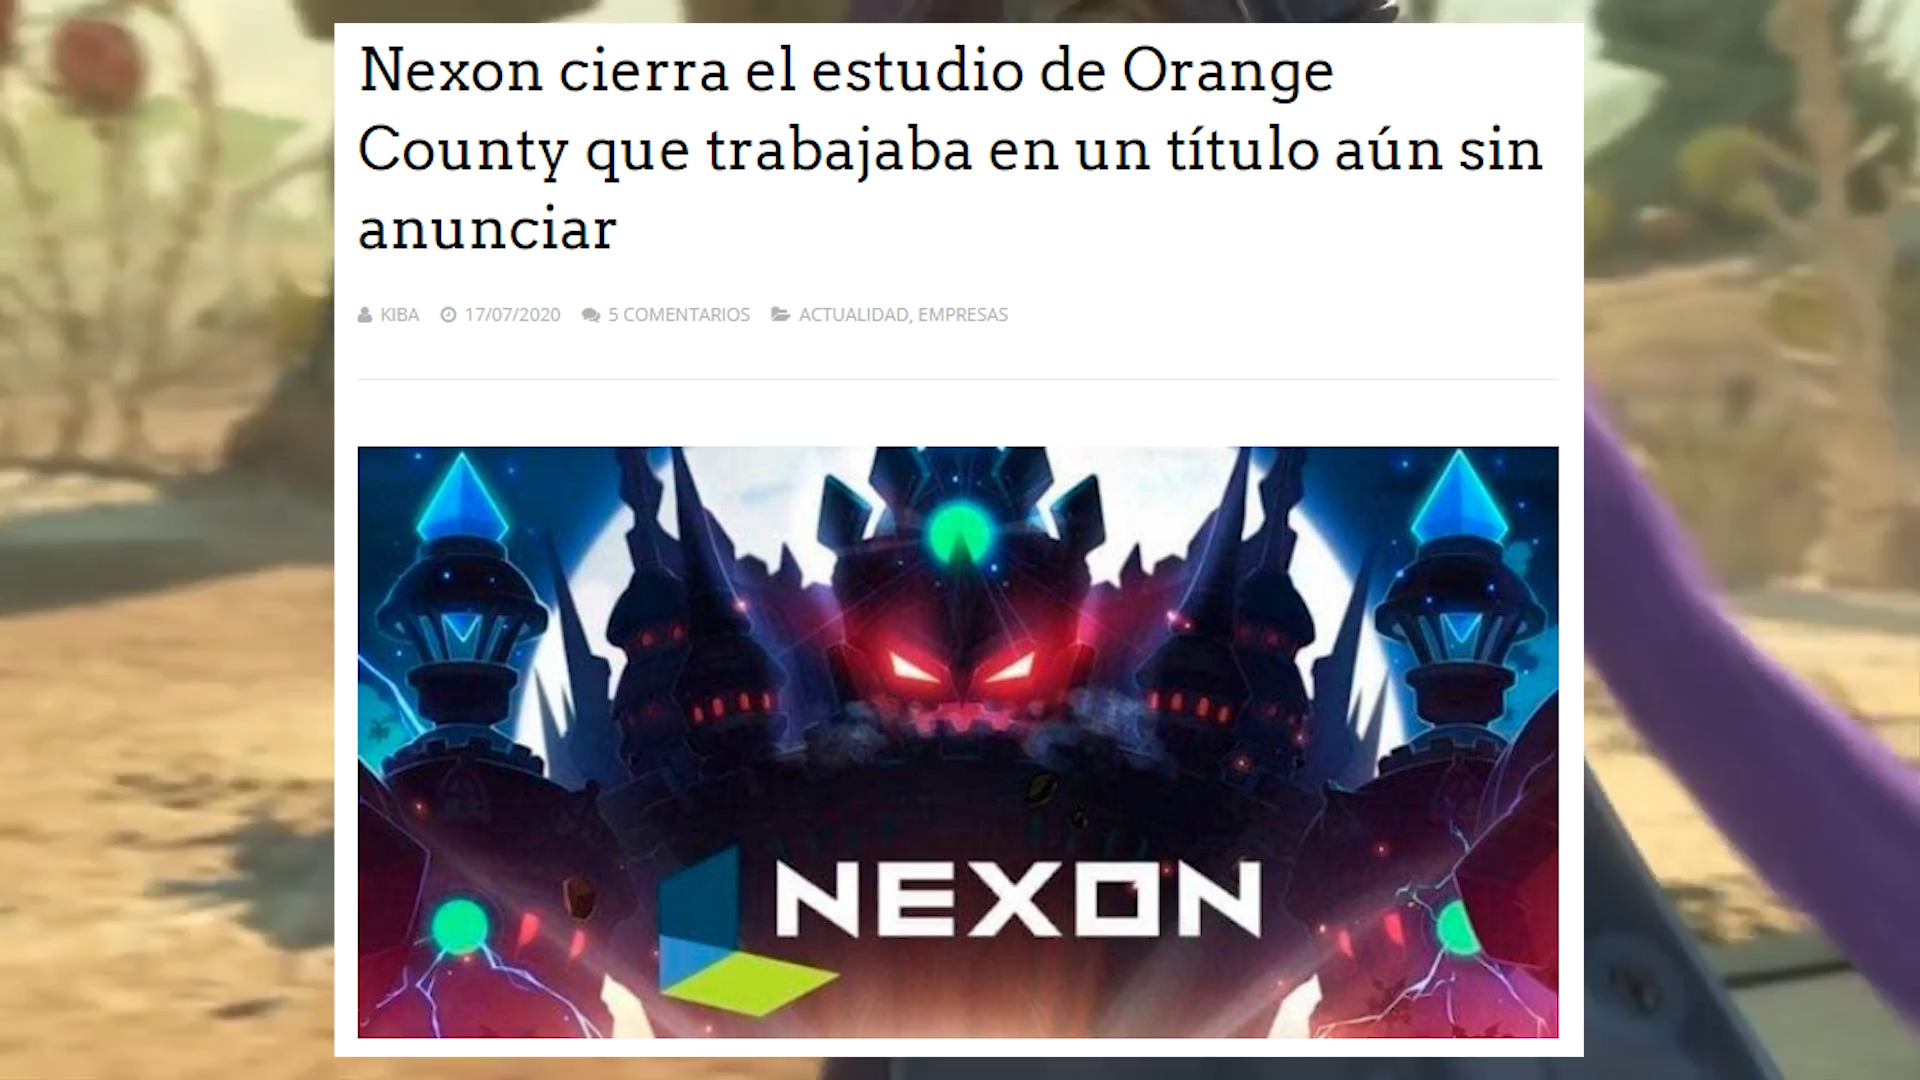 Nexon cierra el estudio de Orange
County que trabajaba en un título aún sin
anunciar
KIBA 17/07/2020 5 COMENTARIOS ACTUALIDAD, EMPRESAS
NEXON